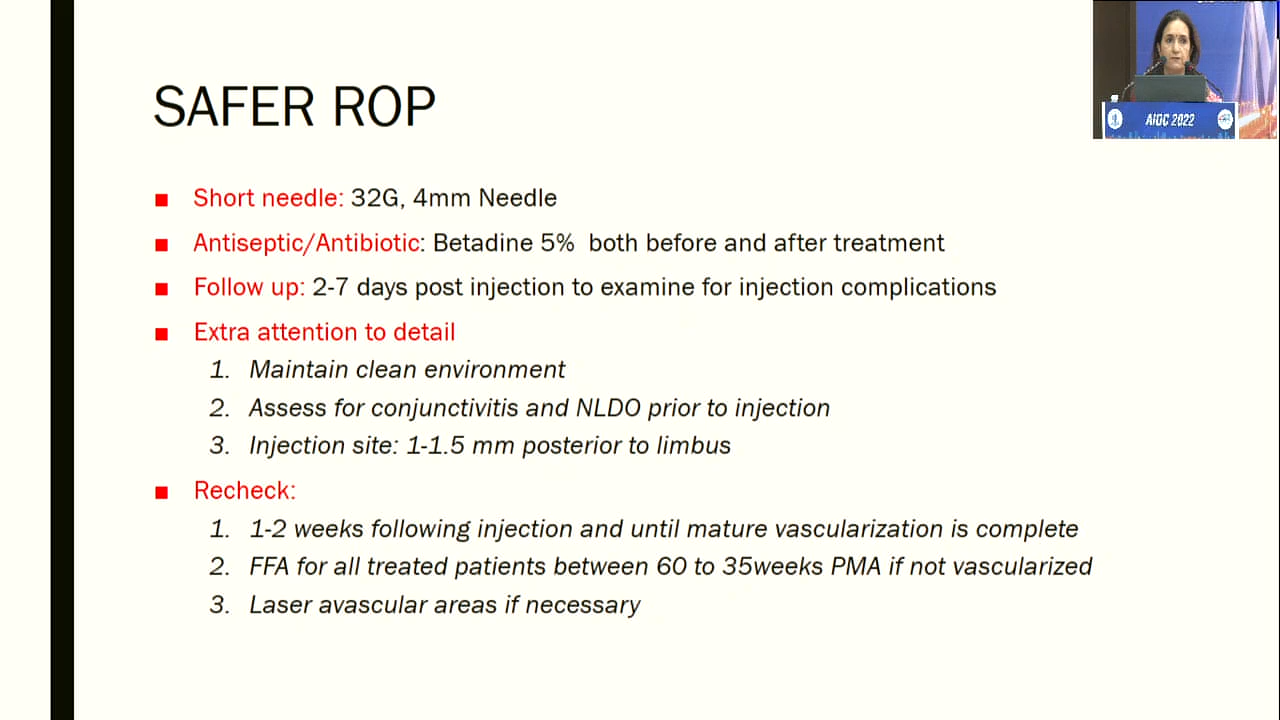 SAFER ROP
AIOC 2022
■ Short needle: 32G, 4mm Needle
■ Antiseptic/Antibiotic: Betadine 5% both before and after treatment
■ Follow up: 2-7 days post injection to examine for injection complications
■ Extra attention to detail
1. Maintain clean environment
2. Assess for conjunctivitis and NLDO prior to injection
3. Injection site: 1-1.5 mm posterior to limbus
■ Recheck:
1. 1-2 weeks following injection and until mature vascularization is complete
2. FFA for all treated patients between 60 to 35weeks PMA if not vascularized
3. Laser avascular areas if necessary